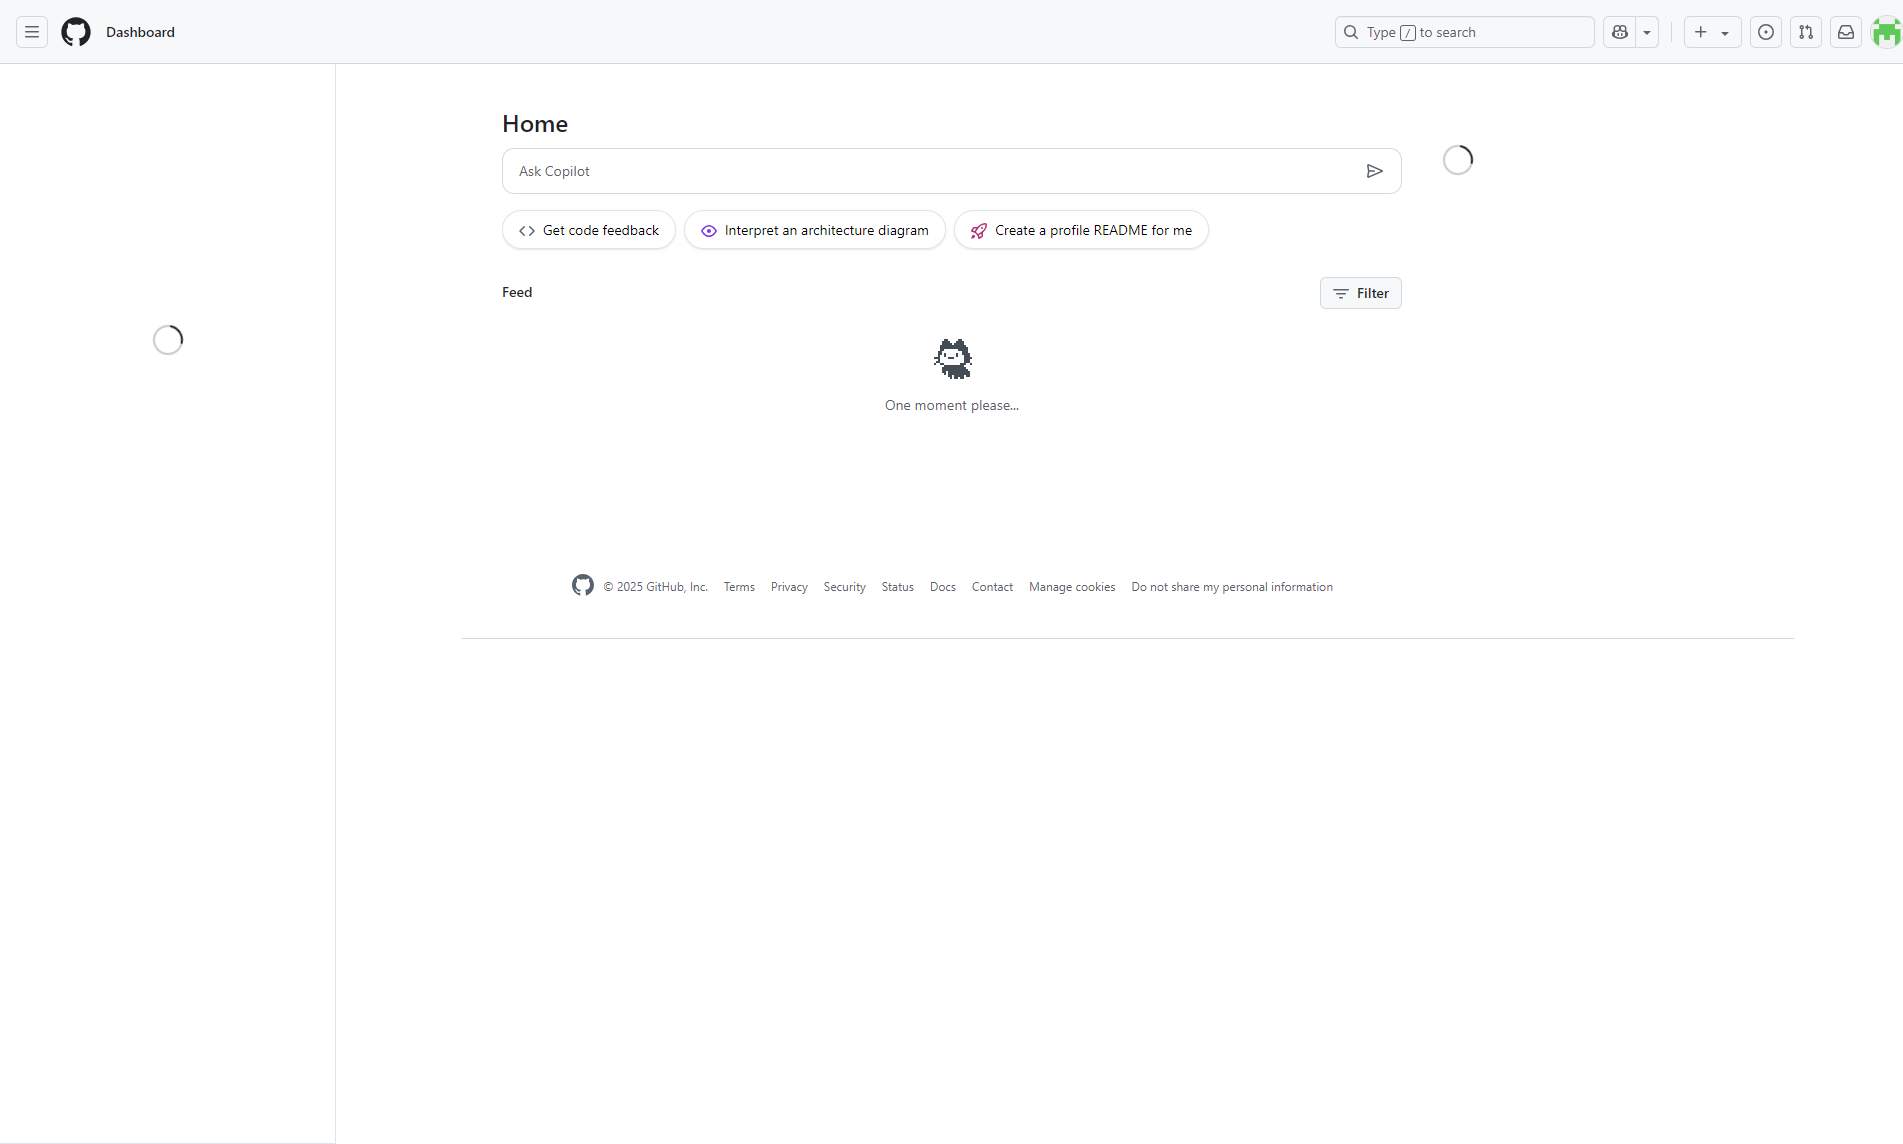 Dashboard
Type / to search
Home
Ask Copilot
Get code feedback
Interpret an architecture diagram
Create a profile README for me
Feed
Filter
One moment please...
© 2025 GitHub, Inc. Terms Privacy Security Status Docs Contact Manage cookies Do not share my personal information